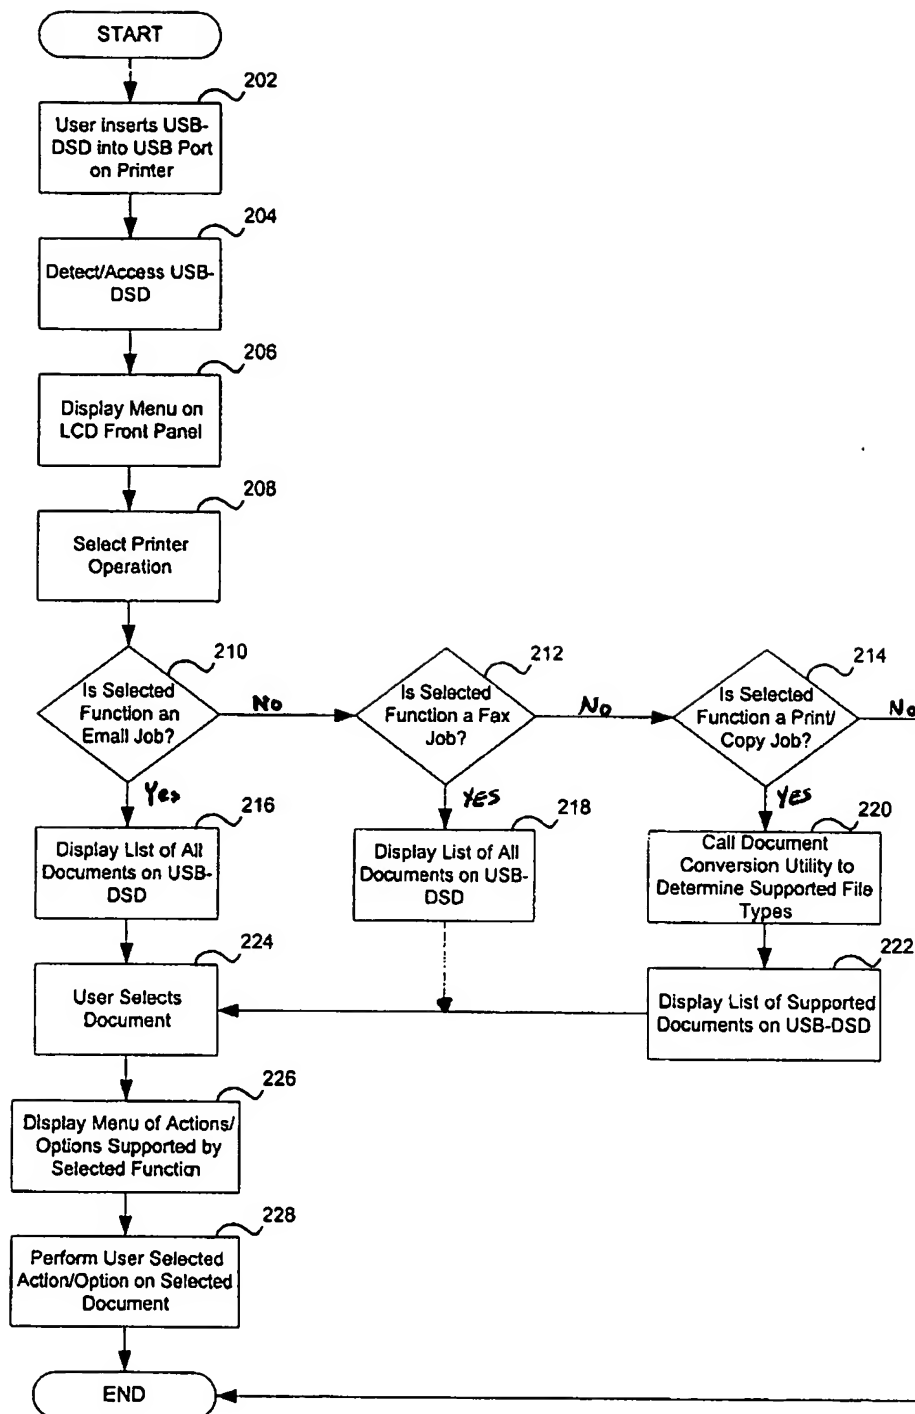 START
202
User Inserts USB-
DSD into USB Port
on Printer
204
Detect/Access USB-
DSD
206
Display Menu on
LCD Front Panel
208
Select Printer
Operation
210
Is Selected
Function an
Email Job?
No
212
Is Selected
Function a Fax
Job?
No
214
Is Selected
Function a Print/
Copy Job?
No
Yes
216
Display List of All
Documents on USB-
DSD
YES
218
Display List of All
Documents on USB-
DSD
YES
220
Call Document
Conversion Utility to
Determine Supported File
Types
224
User Selects
Document
222
Display List of Supported
Documents on USB-DSD
226
Display Menu of Actions/
Options Supported by
Selected Function
228
Perform User Selected
Action/Option on Selected
Document
END